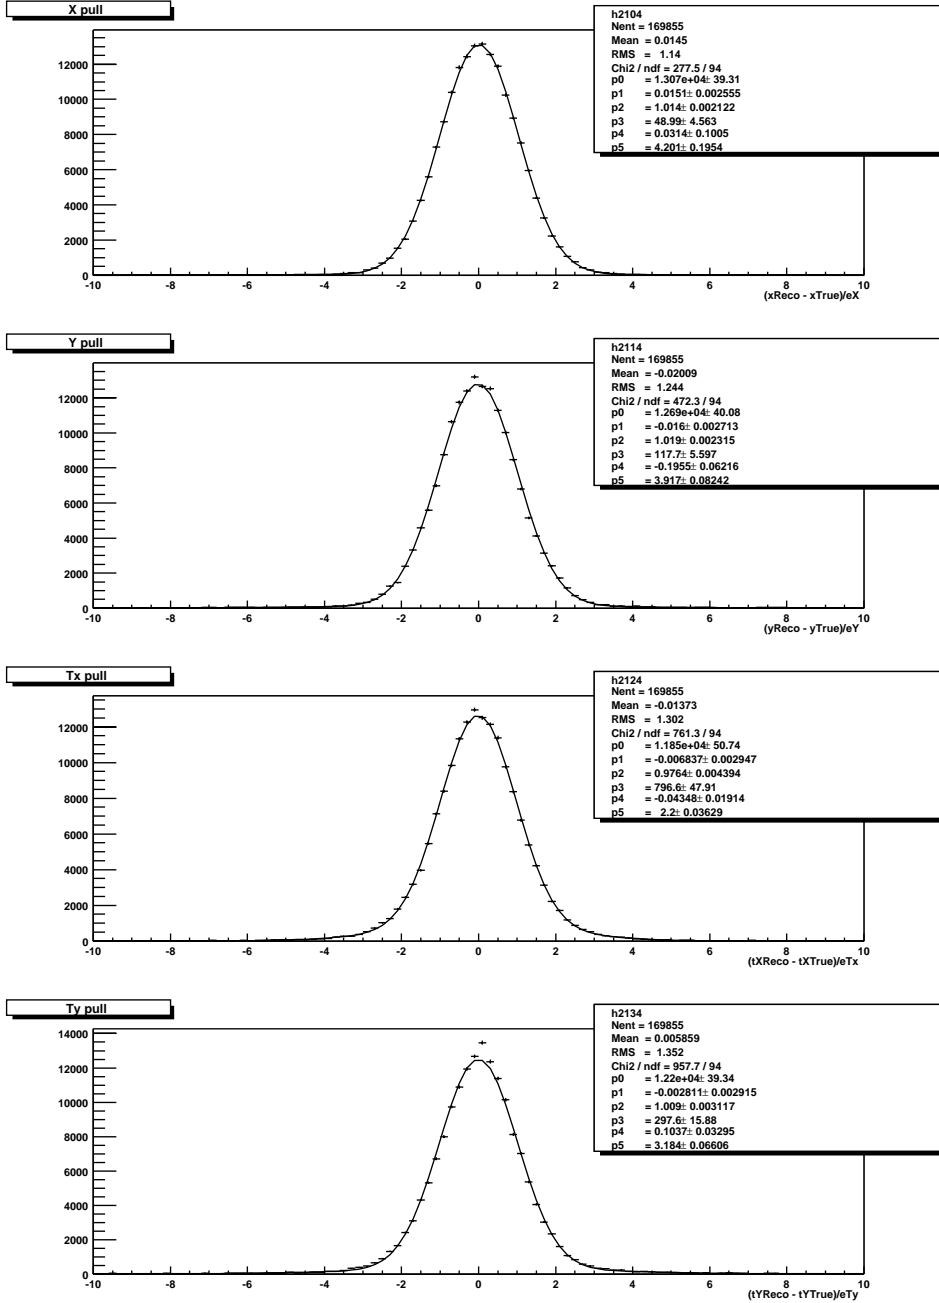 X pull
h2104
Nent = 169855
Mean = 0.0145
RMS = 1.14
Chi2 / ndf = 277.5 / 94
p0 = 1.307e+04± 39.31
p1 = 0.0151± 0.002555
p2 = 1.014± 0.002122
p3 = 48.99± 4.563
p4 = 0.0314± 0.1005
p5 = 4.201± 0.1954
12000
10000
8000
6000
4000
2000
0
-10 -8 -6 -4 -2 0 2 4 6 8 10
(xReco - xTrue)/eX
Y pull
h2114
Nent = 169855
Mean = -0.02009
RMS = 1.244
Chi2 / ndf = 472.3 / 94
p0 = 1.269e+04± 40.08
p1 = -0.016± 0.002713
p2 = 1.019± 0.002315
p3 = 117.7± 5.597
p4 = -0.1955± 0.06216
p5 = 3.917± 0.08242
12000
10000
8000
6000
4000
2000
0
-10 -8 -6 -4 -2 0 2 4 6 8 10
(yReco - yTrue)/eY
Tx pull
h2124
Nent = 169855
Mean = -0.01373
RMS = 1.302
Chi2 / ndf = 761.3 / 94
p0 = 1.185e+04± 50.74
p1 = -0.006837± 0.002947
p2 = 0.9764± 0.004394
p3 = 796.6± 47.91
p4 = -0.04348± 0.01914
p5 = 2.2± 0.03629
12000
10000
8000
6000
4000
2000
0
-10 -8 -6 -4 -2 0 2 4 6 8 10
(tXReco - tXTrue)/eTx
Ty pull
h2134
Nent = 169855
Mean = 0.005859
RMS = 1.352
Chi2 / ndf = 957.7 / 94
p0 = 1.22e+04± 39.34
p1 = -0.002811± 0.002915
p2 = 1.009± 0.003117
p3 = 297.6± 15.88
p4 = 0.1037± 0.03295
p5 = 3.184± 0.06606
14000
12000
10000
8000
6000
4000
2000
0
-10 -8 -6 -4 -2 0 2 4 6 8 10
(tYReco - tYTrue)/eTy